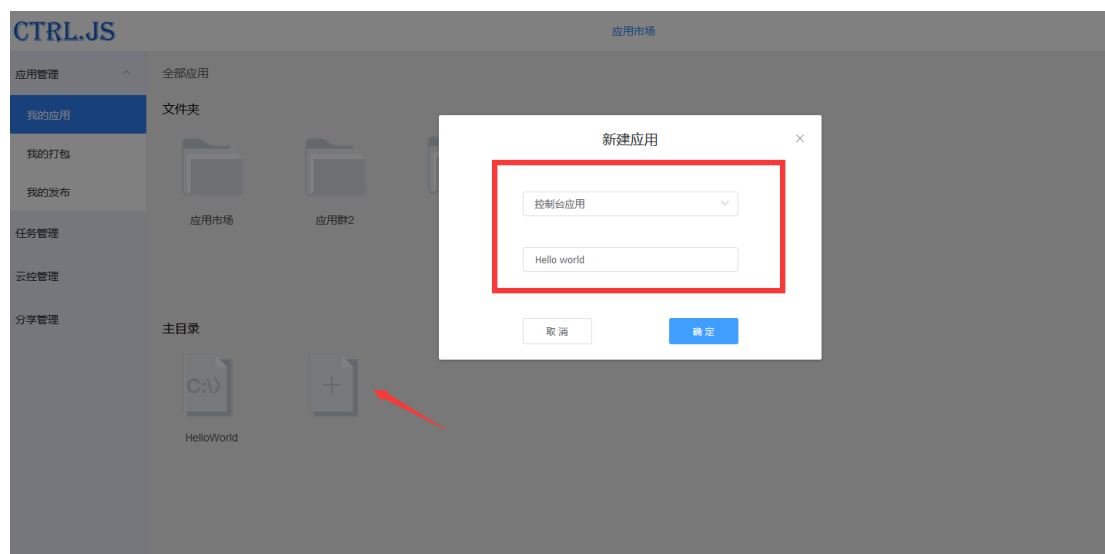 CTRL.JS
应用市场
应用管理
我的应用
我的打包
我的发布
任务管理
云控管理
分享管理
全部应用
文件夹
应用市场
应用群2
主目录
C:\〉
HelloWorld
新建应用
控制台应用
Hello world
取 消
确 定